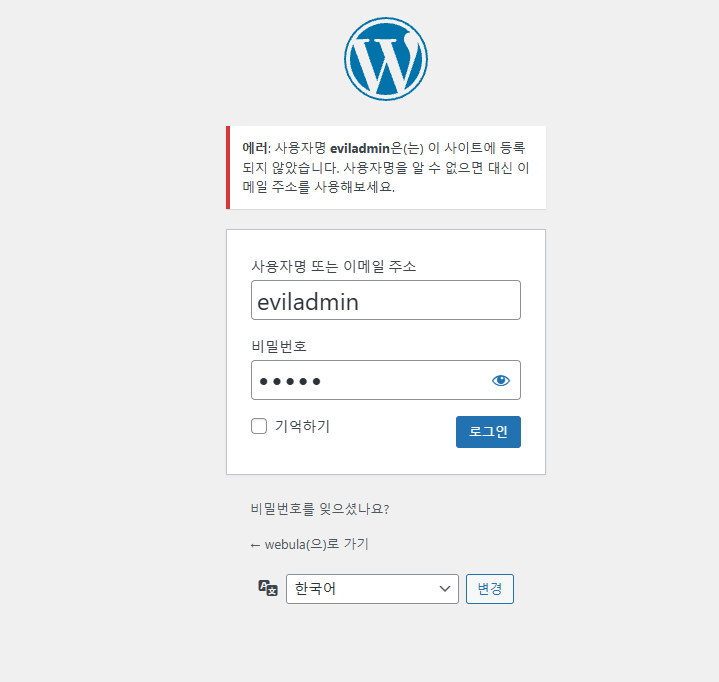 에러: 사용자명 eviladmin은(는) 이 사이트에 등록
되지 않았습니다. 사용자명을 알 수 없으면 대신 이
메일 주소를 사용해보세요.
사용자명 또는 이메일 주소
eviladmin
비밀번호
기억하기
로그인
비밀번호를 잊으셨나요?
← webula(으)로 가기
한국어
변경